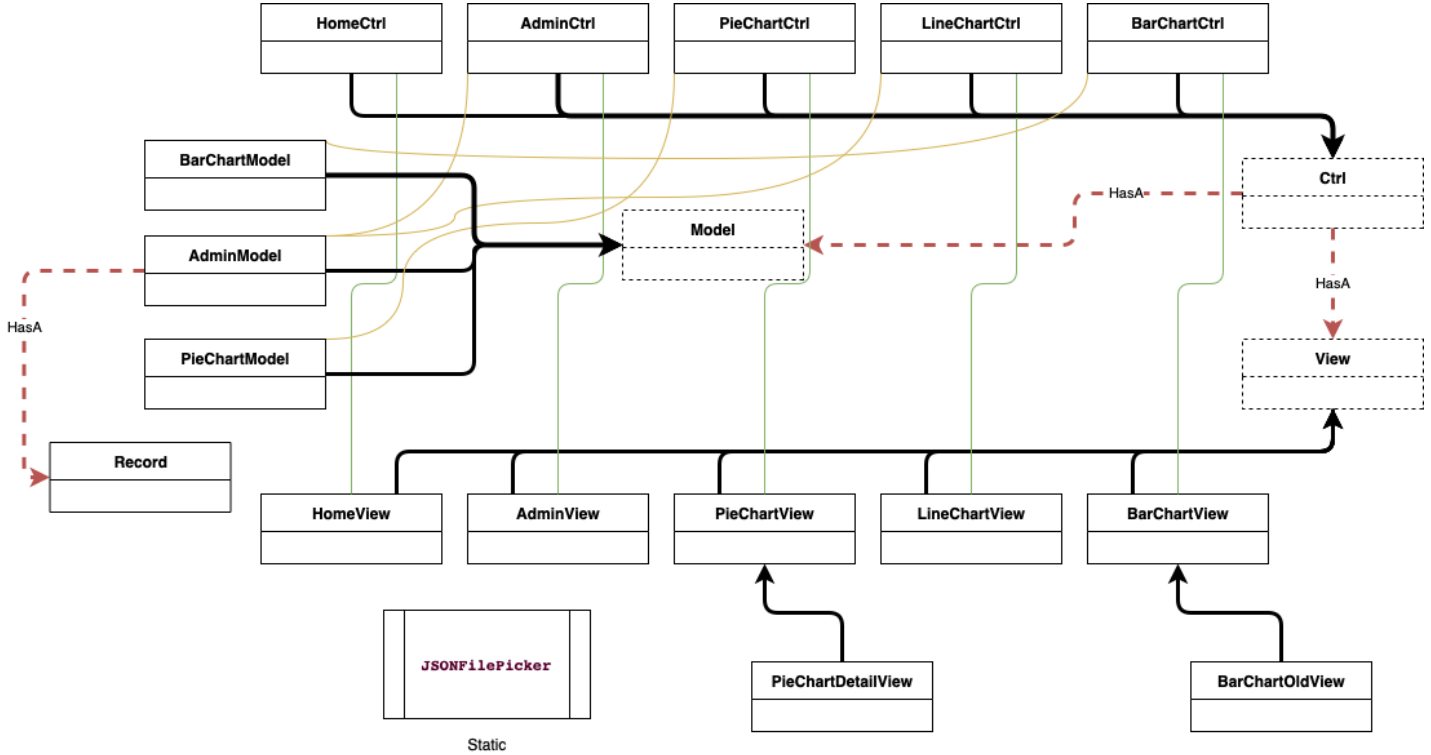 HomeCtrl
AdminCtrl
PieChartCtrl
LineChartCtrl
BarChartCtrl
BarChartModel
Ctrl
HasA
Model
AdminModel
HasA
HasA
PieChartModel
View
Record
HomeView
AdminView
PieChartView
LineChartView
BarChartView
JSONFilePicker
PieChartDetailView
BarChartOldView
Static